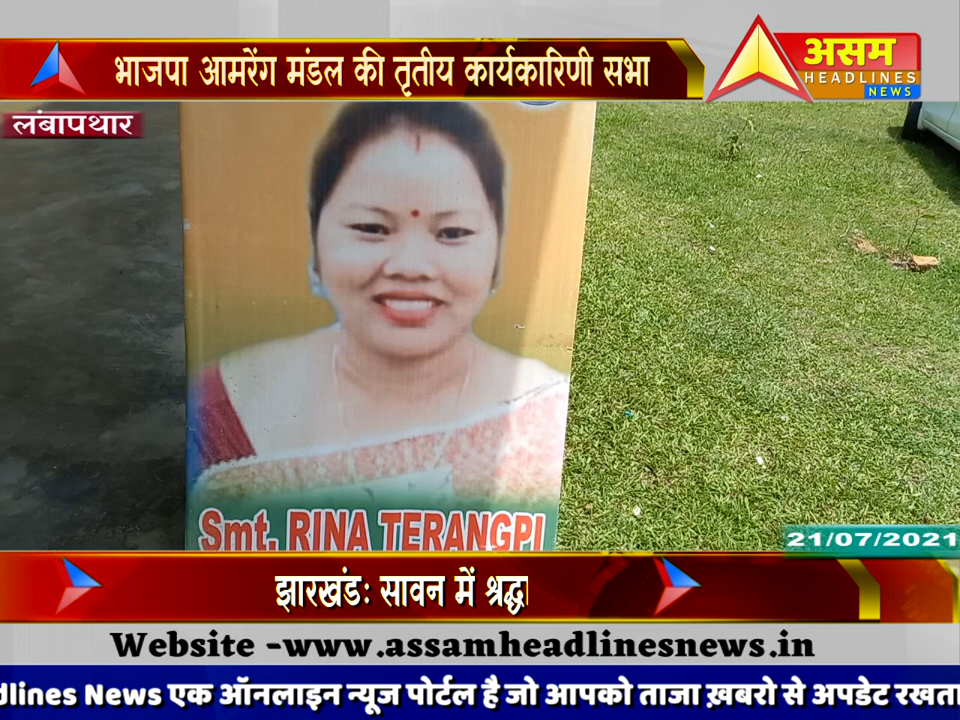 भाजपा आमरेंग मंडल की तृतीय कार्यकारिणी सभा
असम
HEADLINES
NEWS
लंबापथार
Smt. RINA TERANGPI
21/07/2021
झारखंड: सावन में श्रद्धा
Website -www.assamheadlinesnews.in
dlines News एक ऑनलाइन न्यूज पोर्टल है जो आपको ताजा ख़बरो से अपडेट रखता